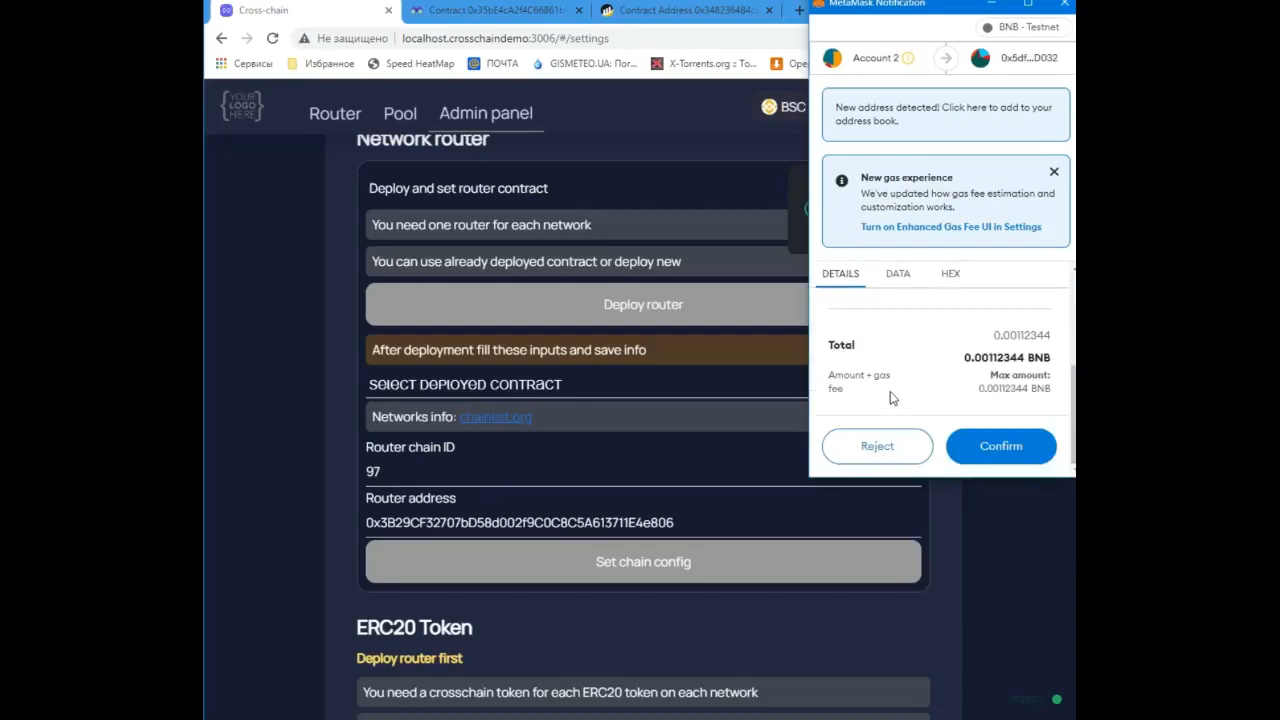 Cross-chain
Contract 0x35bE4cA2f4C66861b
Contract Address 0x348236484
MetaMask Notification
Не защищено
localhost.crosschaindemo:3006/#/settings
BNB - Testnet
Сервисы
Избранное
Speed HeatMap
ПОЧТА
GISMETEO.UA: Пог...
X-Torrents.org :: To...
Оре
Account 2
0x5df...D032
YOUR LOGO HERE
Router
Pool
Admin panel
BSC
New address detected! Click here to add to your
address book.
New gas experience
We've updated how gas fee estimation and
customization works.
Turn on Enhanced Gas Fee UI in Settings
DETAILS
DATA
HEX
0.00112344
Total
0.00112344 BNB
Amount + gas
fee
Max amount:
0.00112344 BNB
Reject
Confirm
Network router
Deploy and set router contract
You need one router for each network
You can use already deployed contract or deploy new
Deploy router
After deployment fill these inputs and save info
SELECT DEPLOYED CONTRACT
Networks info: chainlist.org
Router chain ID
97
Router address
0x3B29CF32707bD58d002f9C0C8C5A613711E4e806
Set chain config
ERC20 Token
Deploy router first
You need a crosschain token for each ERC20 token on each network